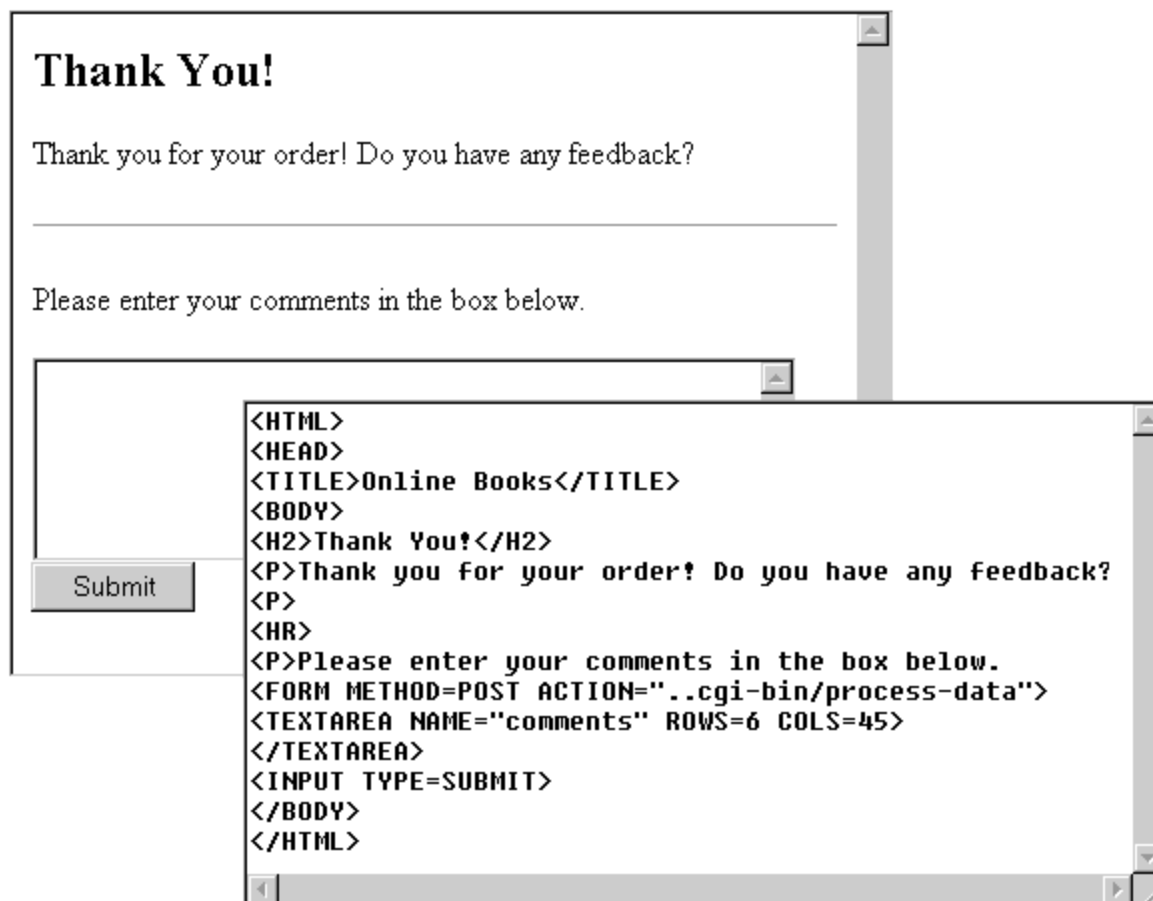 Thank You!
Thank you for your order! Do you have any feedback?
Please enter your comments in the box below.
Submit
<HTML>
<HEAD>
<TITLE>Online Books</TITLE>
<BODY>
<H2>Thank You!</H2>
<P>Thank you for your order! Do you have any feedback?
<P>
<HR>
<P>Please enter your comments in the box below.
<FORM METHOD=POST ACTION="..cgi-bin/process-data">
<TEXTAREA NAME="comments" ROWS=6 COLS=45>
</TEXTAREA>
<INPUT TYPE=SUBMIT>
</BODY>
</HTML>